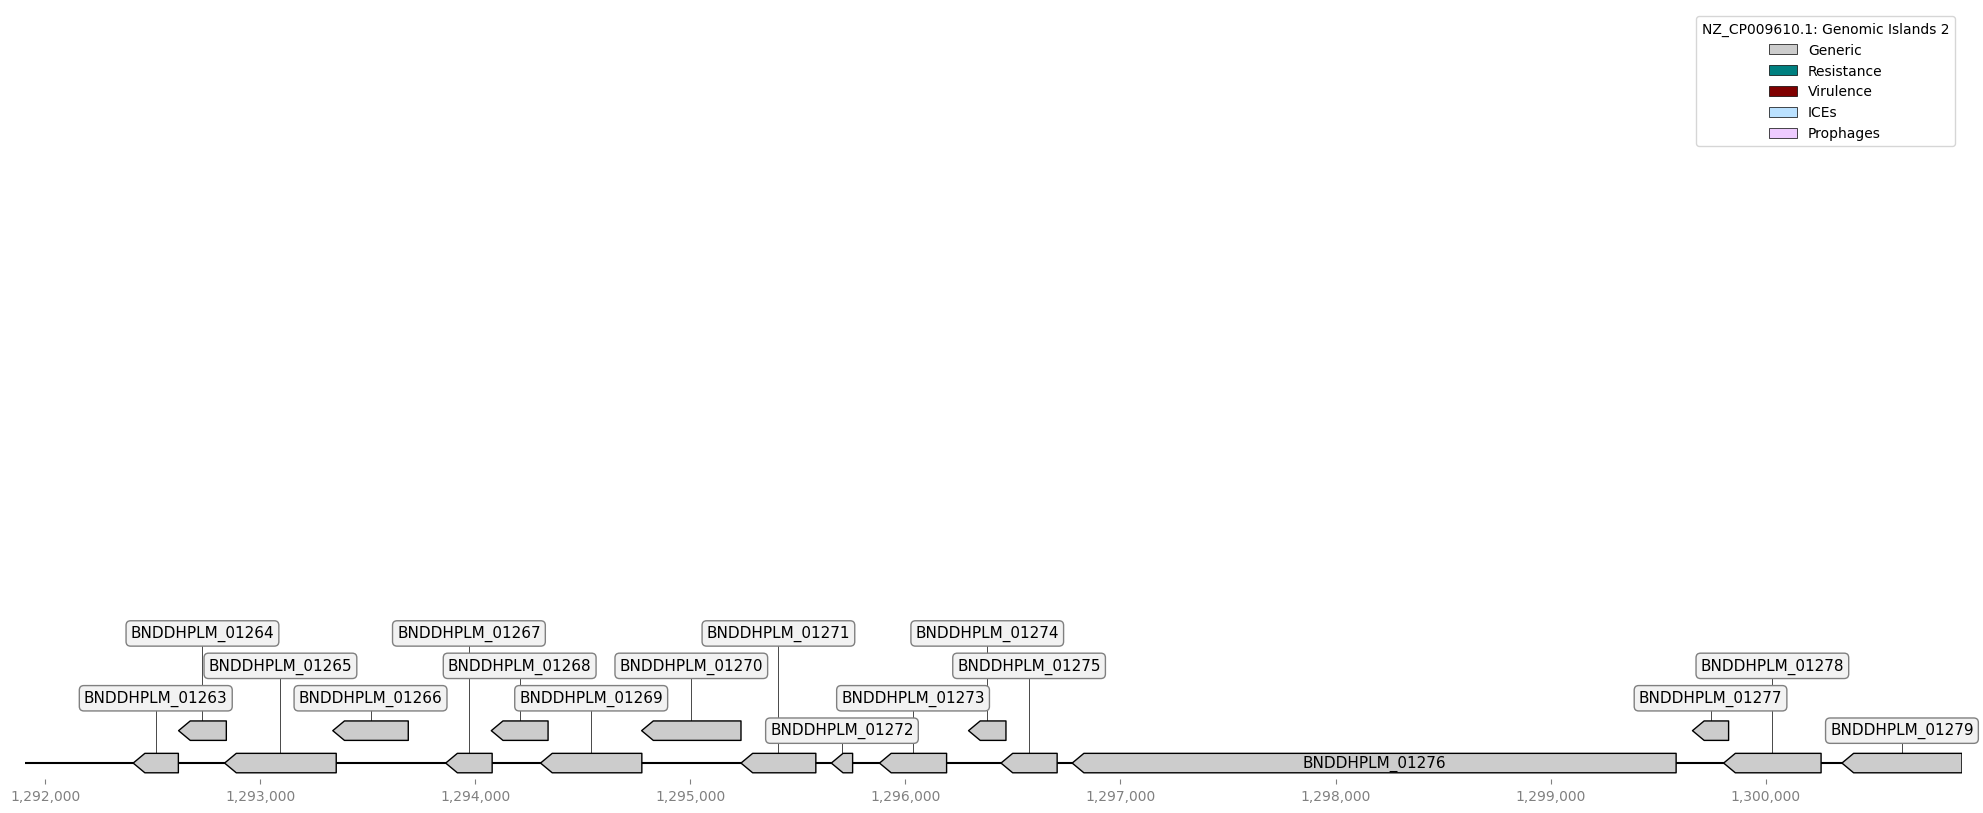 NZ_CP009610.1: Genomic Islands 2
Generic
Resistance
Virulence
ICEs
Prophages
BNDDHPLM_01264
BNDDHPLM_01267
BNDDHPLM_01271
BNDDHPLM_01274
BNDDHPLM_01265
BNDDHPLM_01268
BNDDHPLM_01270
BNDDHPLM_01275
BNDDHPLM_01278
BNDDHPLM_01263
BNDDHPLM_01266
BNDDHPLM_01269
BNDDHPLM_01273
BNDDHPLM_01277
BNDDHPLM_01272
BNDDHPLM_01279
BNDDHPLM_01276
1,292,000
1,293,000
1,294,000
1,295,000
1,296,000
1,297,000
1,298,000
1,299,000
1,300,000